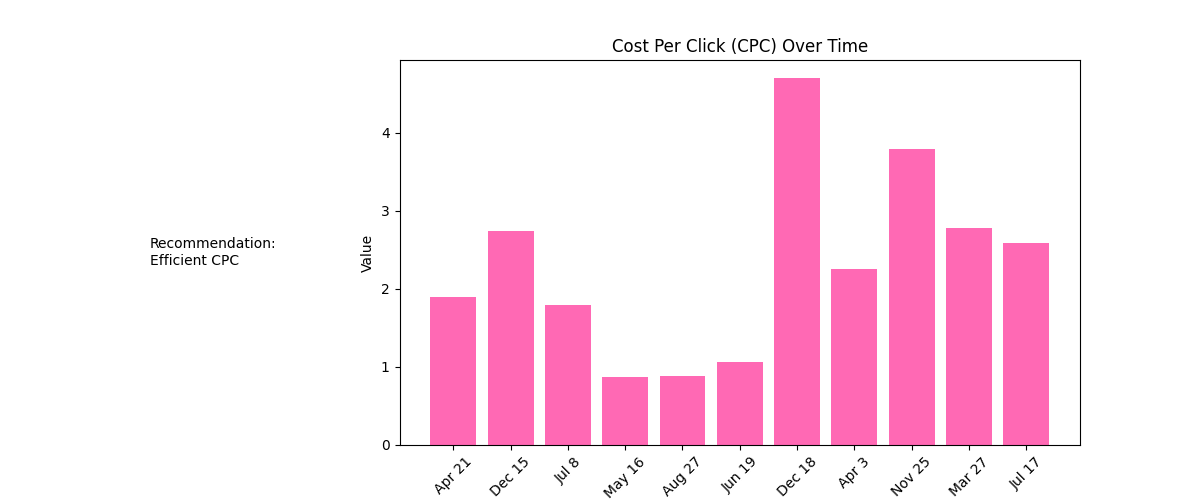 Cost Per Click (CPC) Over Time
Recommendation:
Efficient CPC
Value
4
3
2
1
0
Apr 21
Dec 15
Jul 8
May 16
Aug 27
Jun 19
Dec 18
Apr 3
Nov 25
Mar 27
Jul 17